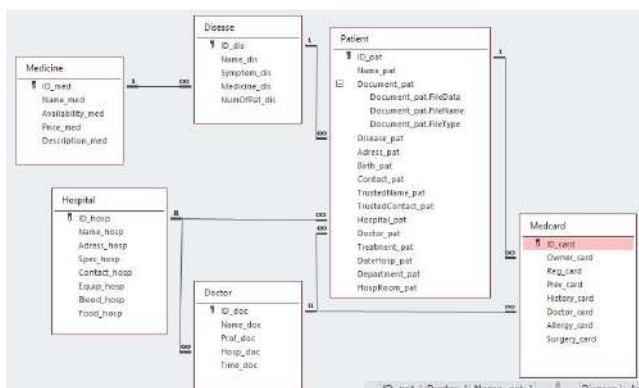 Disease
ID_dis
Name_dis
Symptom_dis
Medicine_dis
NumOfPat_dis
Patient
ID_pat
Name_pat
Document_pat
Document_pat.FileData
Document_pat.FileName
Document_pat.FileType
Disease_pat
Adress_pat
Birth_pat
Contact_pat
TrustedName_pat
TrustedContact_pat
Hospital_pat
Doctor_pat
Treatment_pat
DateHosp_pat
Department_pat
HospRoom_pat
Medicine
ID_med
Name_med
Availability_med
Price_med
Description_med
Hospital
ID_hosp
Name_hosp
Adress_hosp
Spec_hosp
Contact_hosp
Equip_hosp
Blood_hosp
Food_hosp
Doctor
ID_doc
Name_doc
Prof_doc
Hosp_doc
Time_doc
Medcard
ID_card
Owner_card
Reg_card
Prev_card
History_card
Doctor_card
Allergy_card
Surgery_card